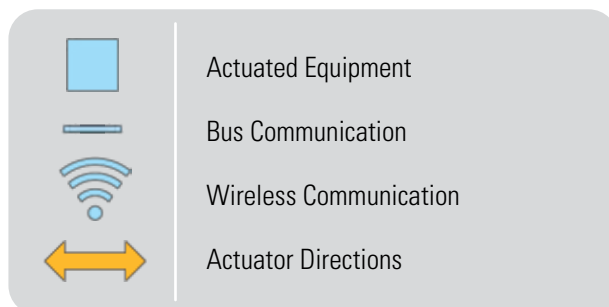 Actuated Equipment
Bus Communication
Wireless Communication
Actuator Directions